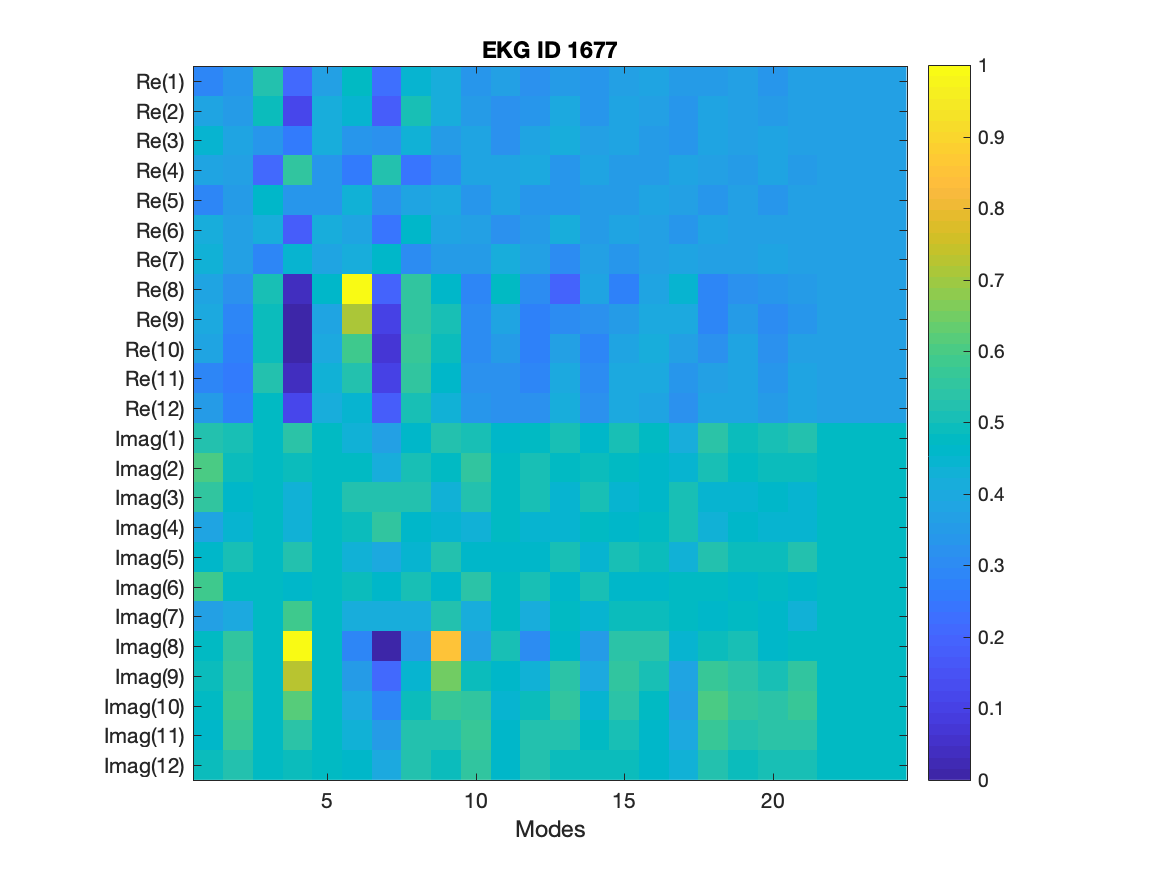 EKG ID 1677
Re(1)
Re(2)
Re(3)
Re(4)
Re(5)
Re(6)
Re(7)
Re(8)
Re(9)
Re(10)
Re(11)
Re(12)
Imag(1)
Imag(2)
Imag(3)
Imag(4)
Imag(5)
Imag(6)
Imag(7)
Imag(8)
Imag(9)
Imag(10)
Imag(11)
Imag(12)
5 10 15 20
Modes
1
0.9
0.8
0.7
0.6
0.5
0.4
0.3
0.2
0.1
0